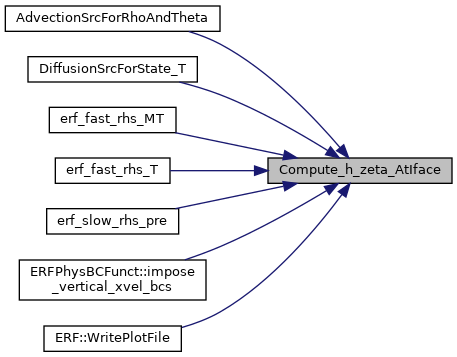 AdvectionSrcForRhoAndTheta
DiffusionSrcForState_T
erf_fast_rhs_MT
erf_fast_rhs_T
Compute_h_zeta_AtIface
erf_slow_rhs_pre
ERFPhysBCFunct::impose
_vertical_xvel_bcs
ERF::WritePlotFile